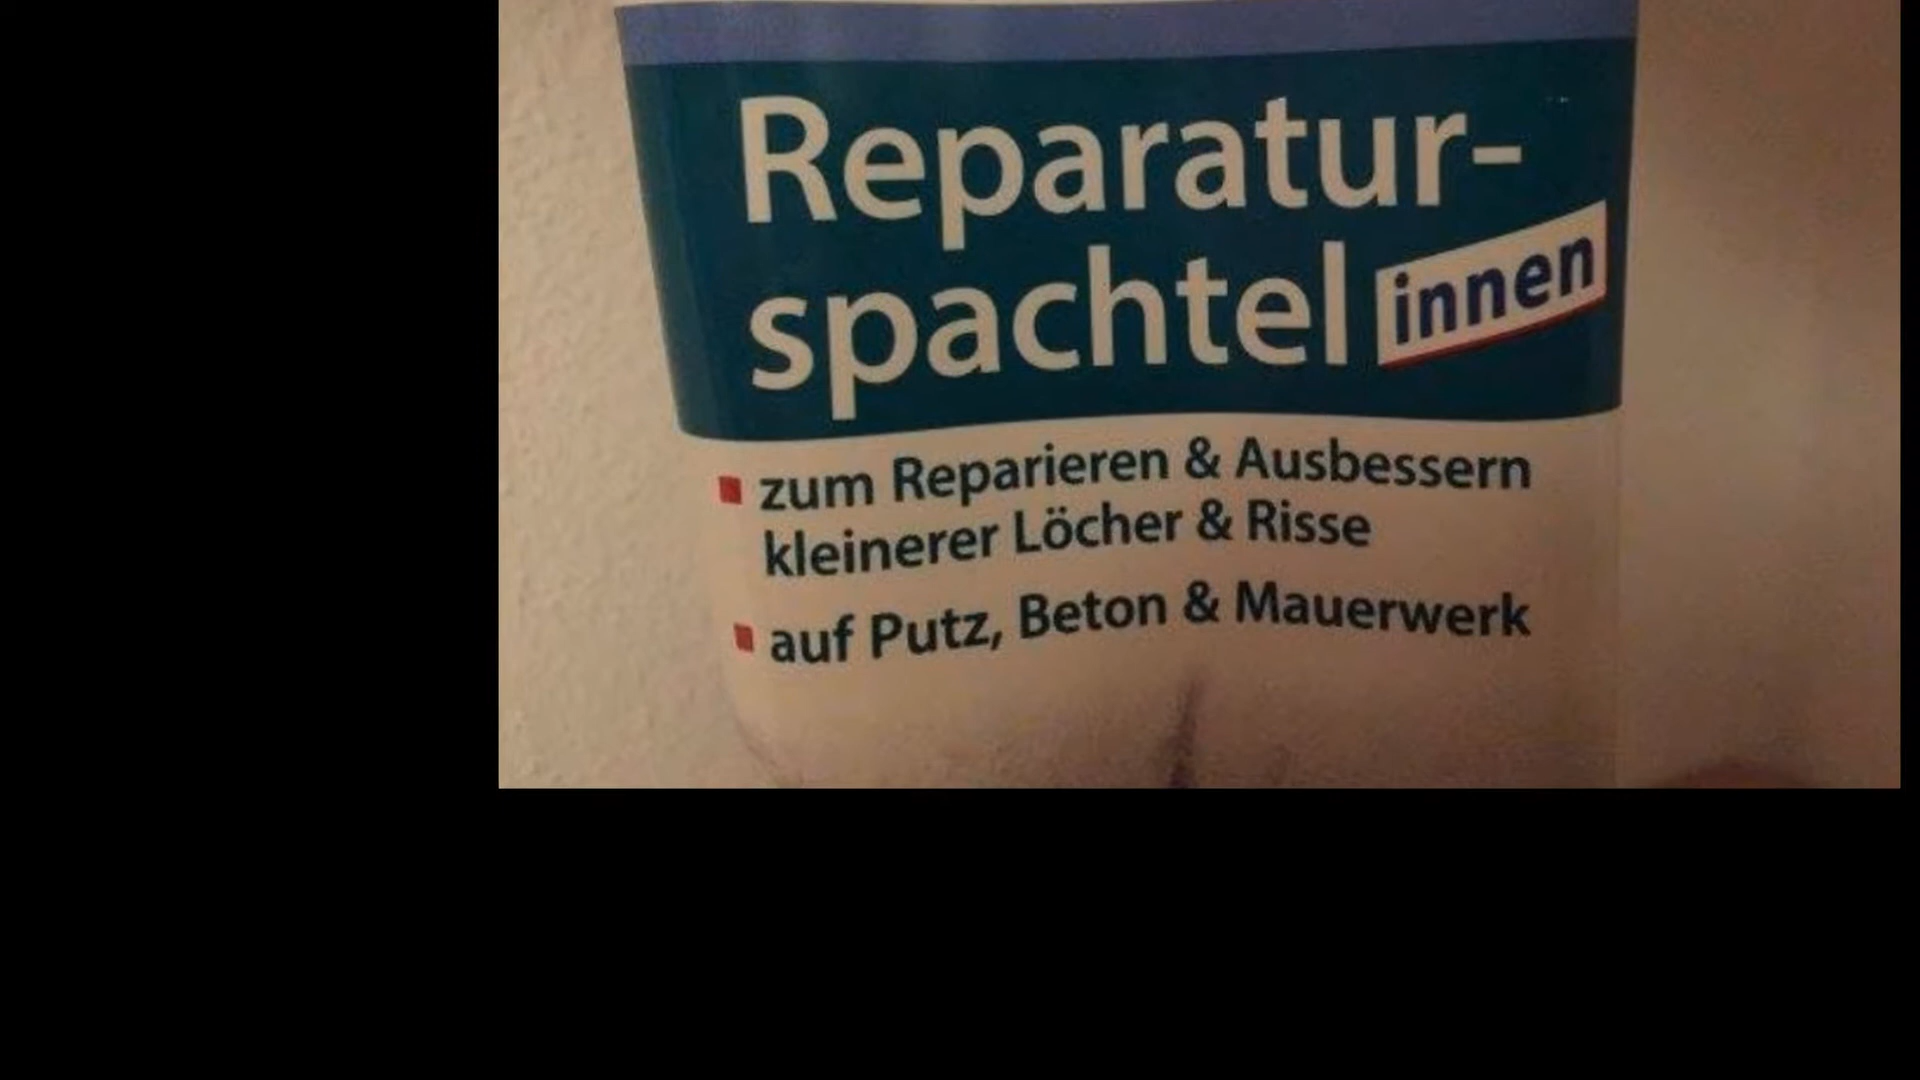 Reparatur-
spachtel innen
zum Reparieren & Ausbessern
kleinerer Löcher & Risse
auf Putz, Beton & Mauerwerk